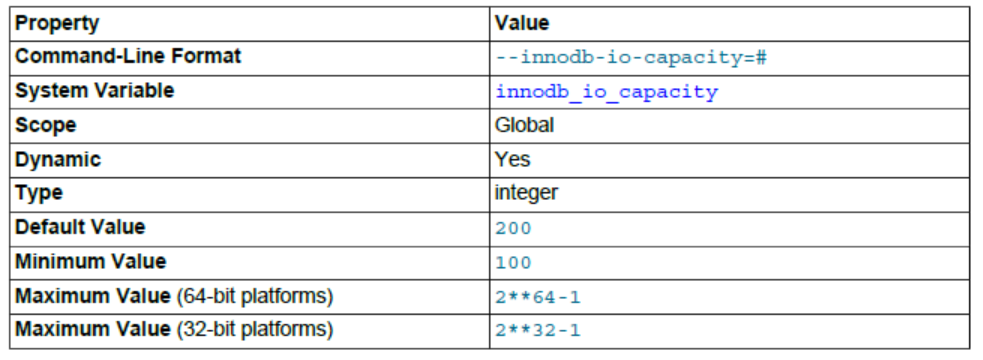 Property Value
Command-Line Format --innodb-io-capacity=#
System Variable innodb_io_capacity
Scope Global
Dynamic Yes
Type integer
Default Value 200
Minimum Value 100
Maximum Value (64-bit platforms) 2**64-1
Maximum Value (32-bit platforms) 2**32-1